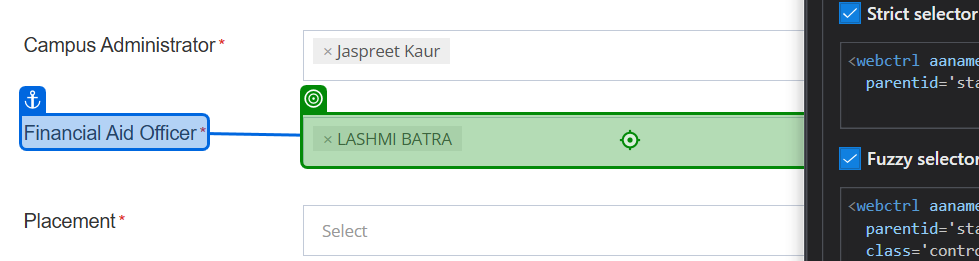 Campus Administrator *
× Jaspreet Kaur
Financial Aid Officer *
× LASHMI BATRA
Placement *
Select
Strict selector
<webctrl aaname
parentid='sta
Fuzzy selector
<webctrl aaname
parentid='sta
class='contro